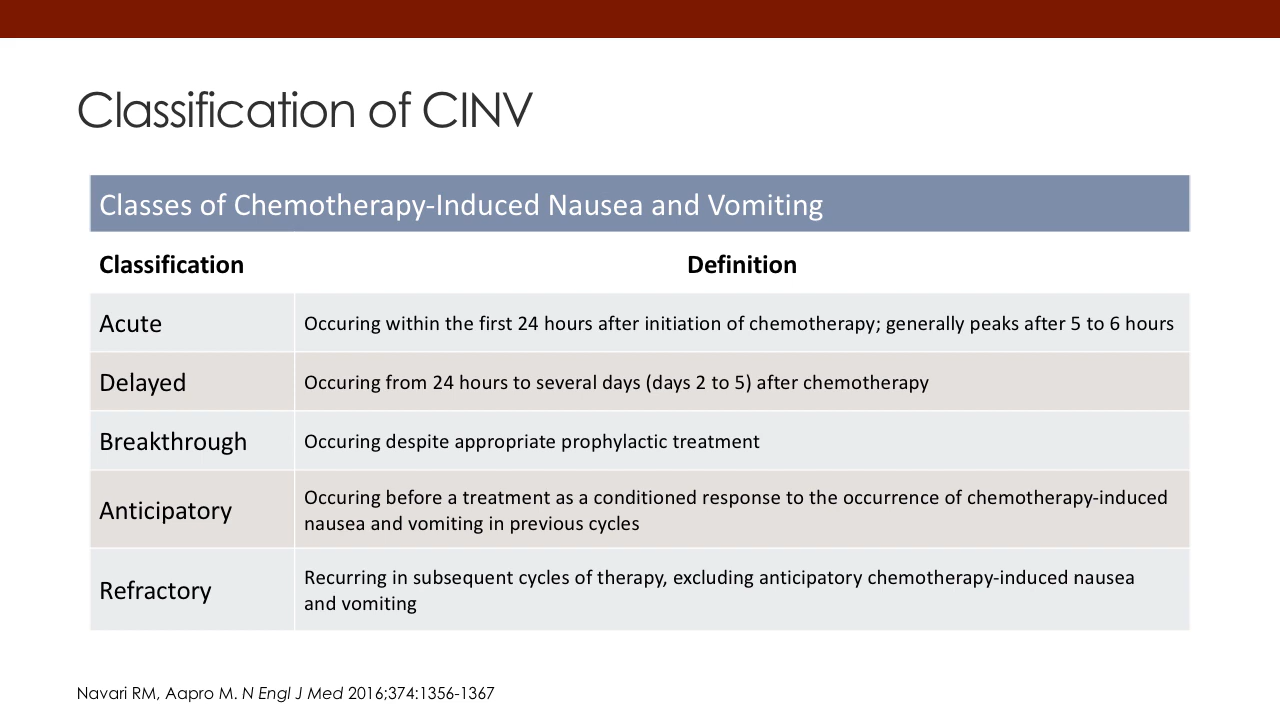 Classification of CINV
Classes of Chemotherapy-Induced Nausea and Vomiting
Classification Definition
Acute Occuring within the first 24 hours after initiation of chemotherapy; generally peaks after 5 to 6 hours
Delayed Occuring from 24 hours to several days (days 2 to 5) after chemotherapy
Breakthrough Occuring despite appropriate prophylactic treatment
Anticipatory Occuring before a treatment as a conditioned response to the occurrence of chemotherapy-induced
nausea and vomiting in previous cycles
Refractory Recurring in subsequent cycles of therapy, excluding anticipatory chemotherapy-induced nausea
and vomiting
Navari RM, Aapro M. N Engl J Med 2016;374:1356-1367